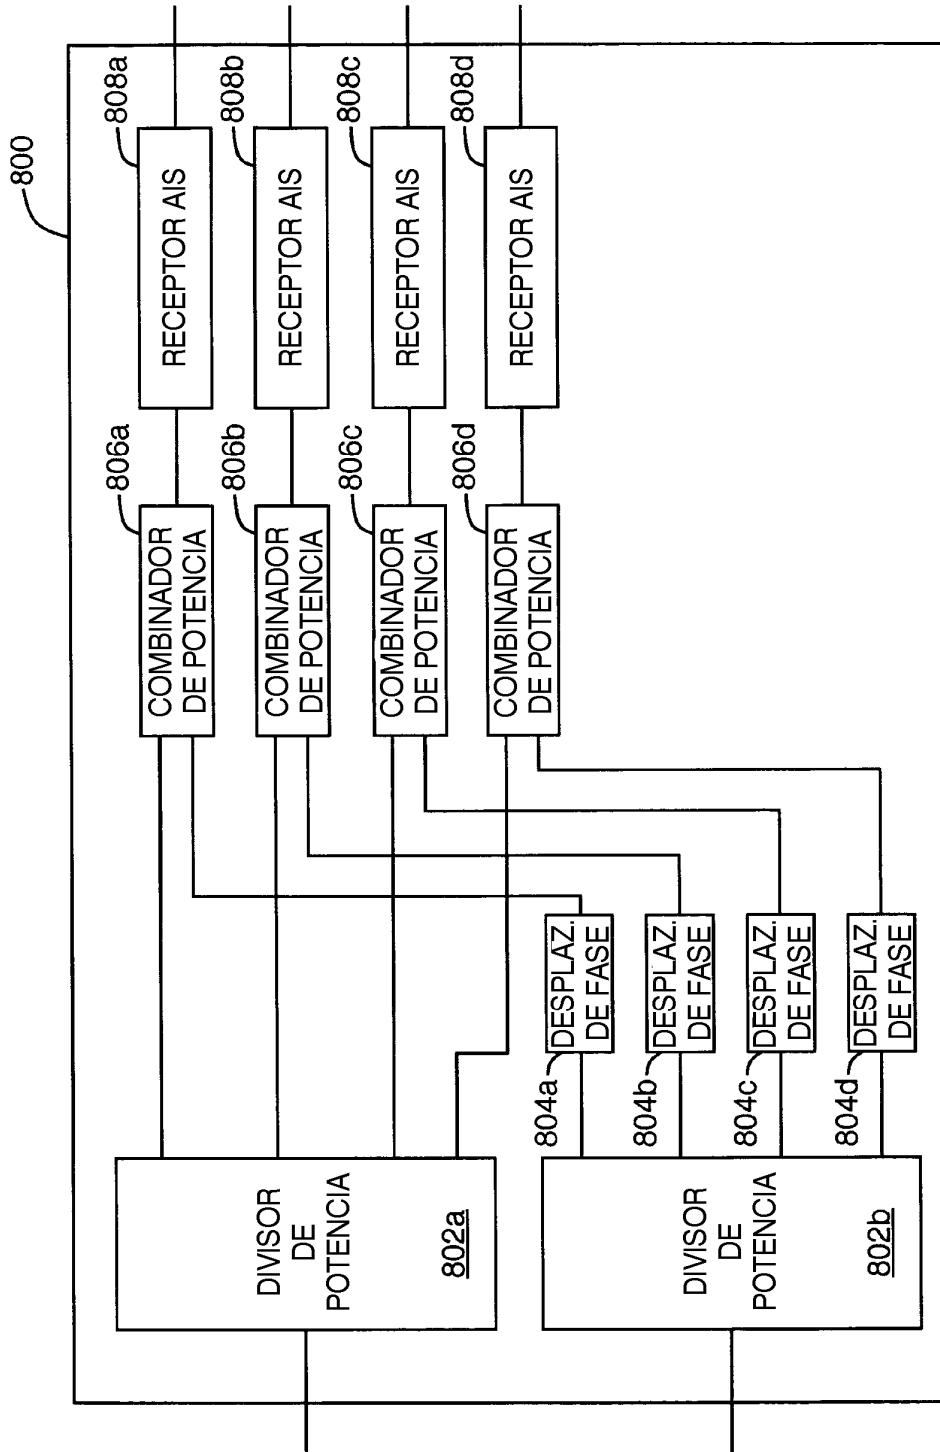 800
DIVISOR
DE
POTENCIA
802a
DIVISOR
DE
POTENCIA
802b
804a
DESPLAZ.
DE FASE
804b
DESPLAZ.
DE FASE
804c
DESPLAZ.
DE FASE
804d
DESPLAZ.
DE FASE
806a
COMBINADOR
DE POTENCIA
806b
COMBINADOR
DE POTENCIA
806c
COMBINADOR
DE POTENCIA
806d
COMBINADOR
DE POTENCIA
808a
RECEPTOR AIS
808b
RECEPTOR AIS
808c
RECEPTOR AIS
808d
RECEPTOR AIS